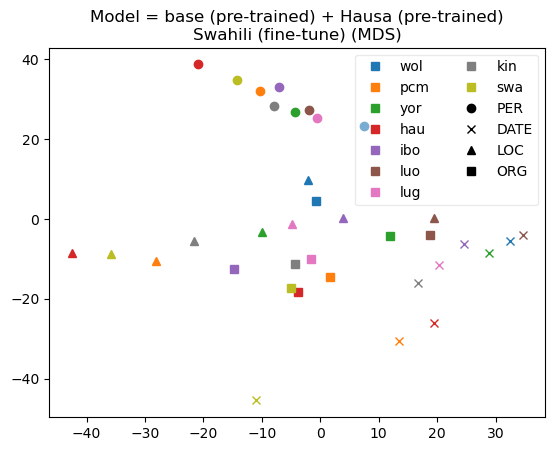 Model = base (pre-trained) + Hausa (pre-trained)
Swahili (fine-tune) (MDS)
40
20
0
−20
−40
wol
pcm
yor
hau
ibo
luo
lug
kin
swa
PER
DATE
LOC
ORG
−40 −30 −20 −10 0 10 20 30